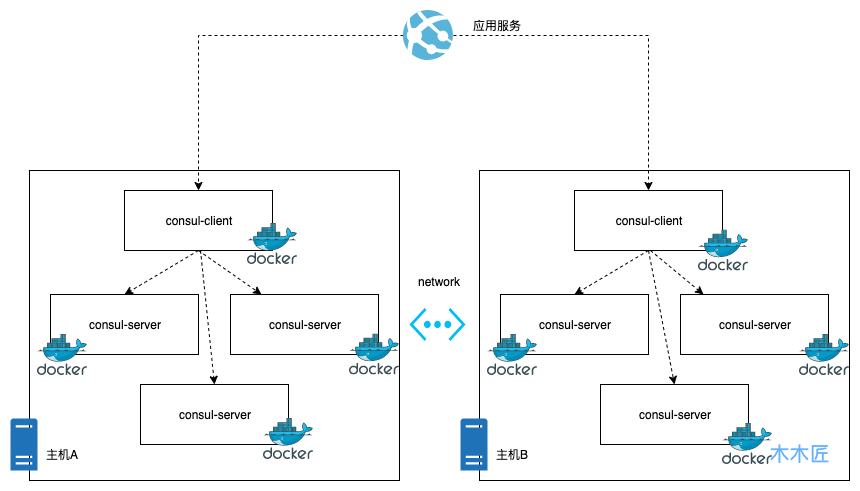 应用服务
consul-client
docker
consul-server
docker
consul-server
docker
consul-server
docker
主机A
network
consul-client
docker
consul-server
docker
consul-server
docker
consul-server
docker
主机B
木木匠